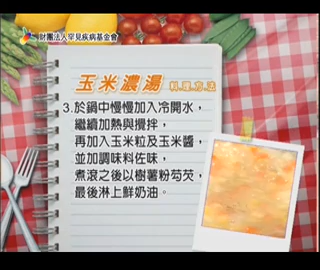 財團法人罕見疾病基金會
玉米濃湯 料理方法
3.於鍋中慢慢加入冷開水，
繼續加熱與攪拌，
再加入玉米粒及玉米醬，
並加調味料佐味，
煮滾之後以樹薯粉芶芡，
最後淋上鮮奶油。